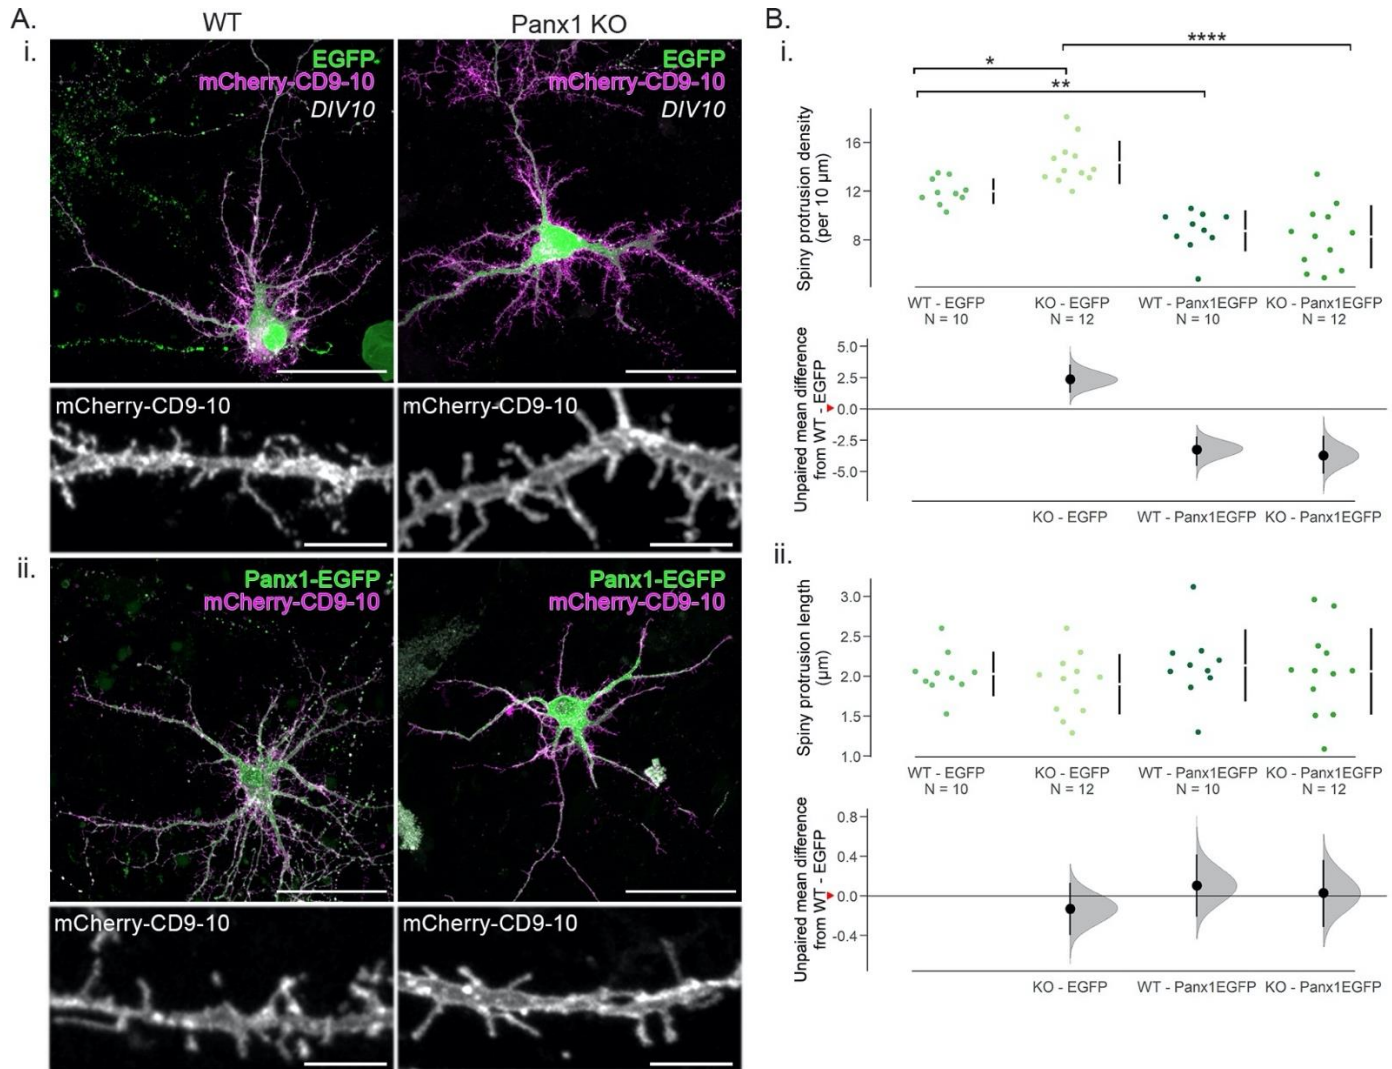 A.
WT
Panx1 KO
i.
EGFP
mCherry-CD9-10
DIV10
EGFP
mCherry-CD9-10
DIV10
mCherry-CD9-10
mCherry-CD9-10
ii.
Panx1-EGFP
mCherry-CD9-10
Panx1-EGFP
mCherry-CD9-10
mCherry-CD9-10
mCherry-CD9-10
B.
i.
****
*
**
Spiny protrusion density
(per 10 μm)
16
12
8
WT - EGFP
N = 10
KO - EGFP
N = 12
WT - Panx1EGFP
N = 10
KO - Panx1EGFP
N = 12
Unpaired mean difference
from WT - EGFP
5.0
2.5
0.0
-2.5
-5.0
KO - EGFP
WT - Panx1EGFP
KO - Panx1EGFP
ii.
Spiny protrusion length
(μm)
3.0
2.5
2.0
1.5
1.0
WT - EGFP
N = 10
KO - EGFP
N = 12
WT - Panx1EGFP
N = 10
KO - Panx1EGFP
N = 12
Unpaired mean difference
from WT - EGFP
0.8
0.4
0.0
-0.4
KO - EGFP
WT - Panx1EGFP
KO - Panx1EGFP